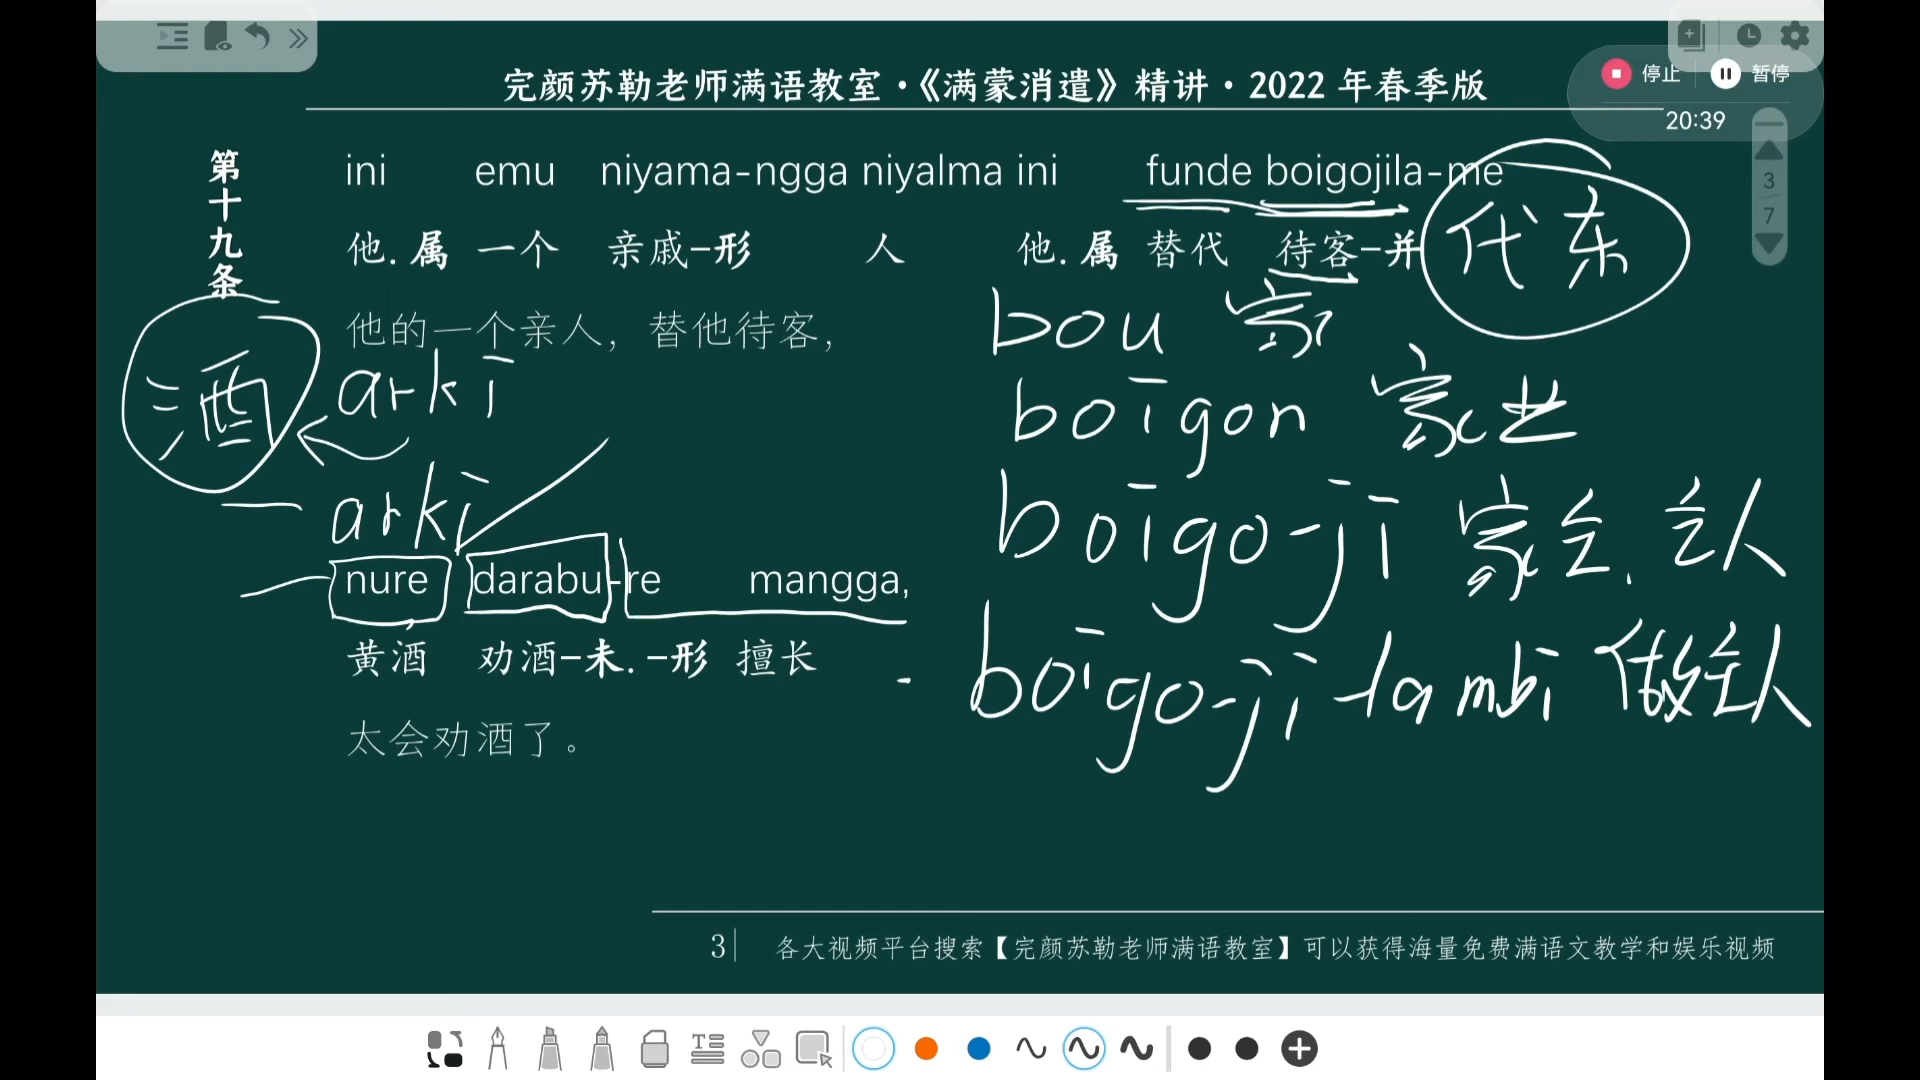 完颜苏勒老师满语教室·《满蒙消遣》精讲·2022 年春季版
停止 暂停
20:39
3
7
第十九条
ini emu niyama-ngga niyalma ini funde boigojila-me
他.属 一个 亲戚-形 人 他.属 替代 待客-并
代东
他的一个亲人，替他待客，
bou 家
酒 arki
boigon 家业
arki
boigo-ji 家主.主人
nure darabu-re mangga,
黄酒 劝酒-未.-形 擅长
boigo-ji-lambi 做主人
太会劝酒了。
3 各大视频平台搜索【完颜苏勒老师满语教室】可以获得海量免费满语文教学和娱乐视频